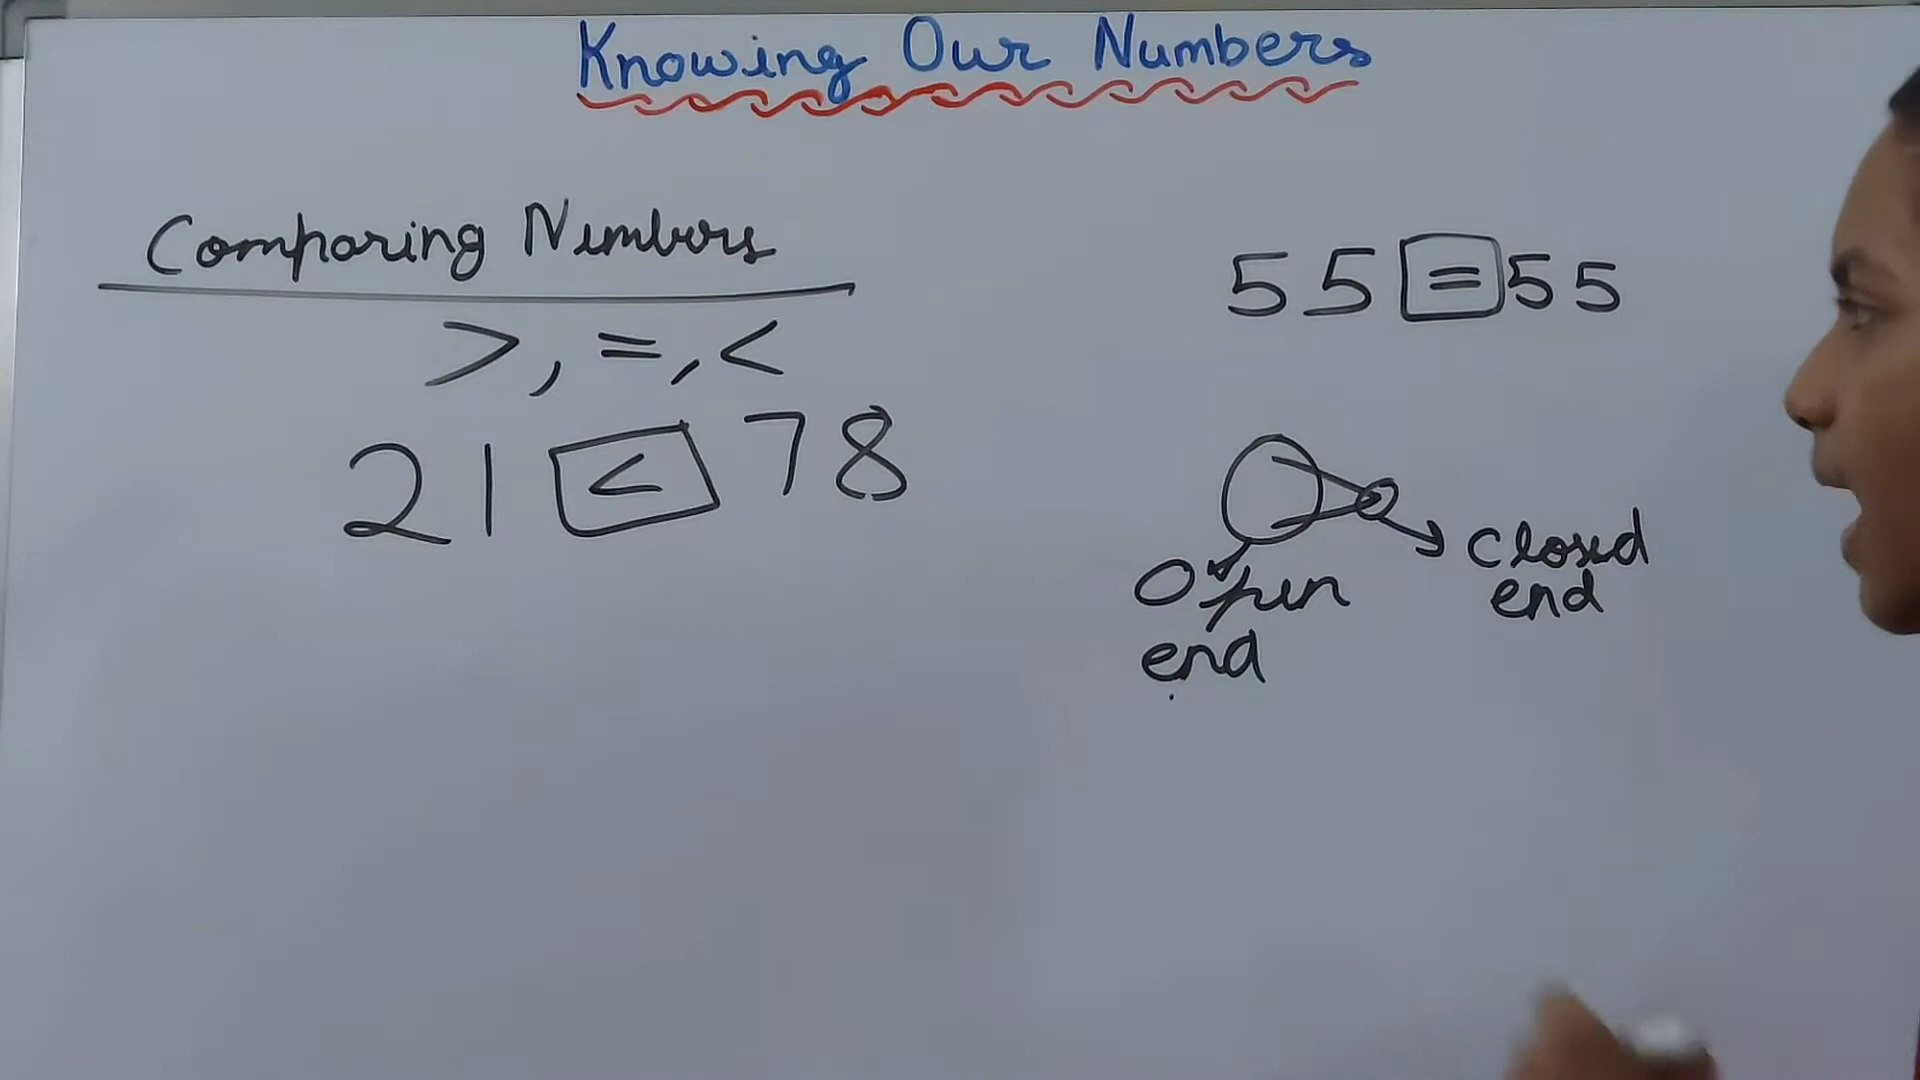 Knowing Our Numbers
Comparing Numbers
>, =, <
21 < 78
55 = 55
Open
end
closed
end